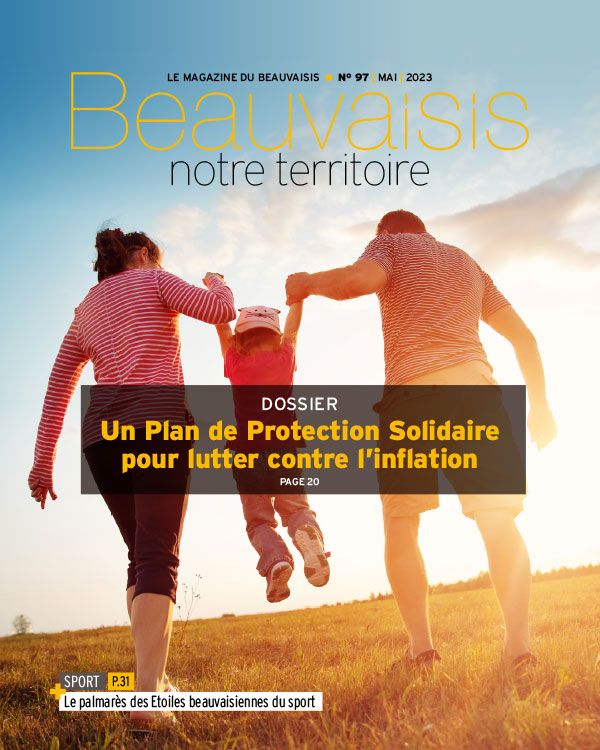 LE MAGAZINE DU BEAUVAISIS ★ Nº 97 | MAI | 2023
Beauvaisis
notre territoire
DOSSIER
Un Plan de Protection Solidaire
pour lutter contre l'inflation
PAGE 20
+ SPORT P.31
Le palmarès des Etoiles beauvaisiennes du sport